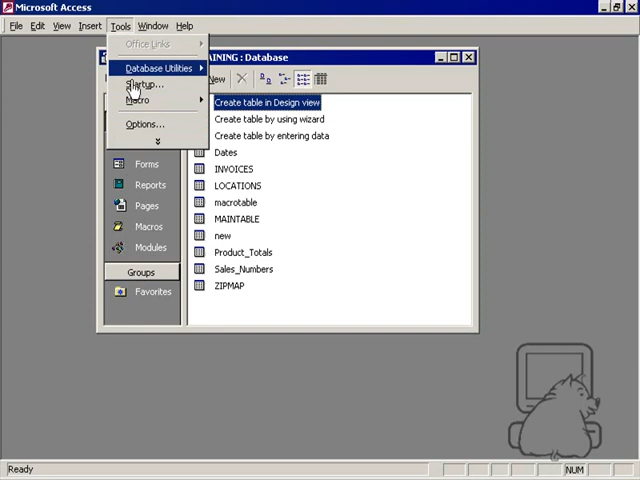 Microsoft Access
File Edit View Insert Tools Window Help
Office Links
AINING : Database
Database Utilities
New
Startup...
Macro
Create table in Design view
Create table by using wizard
Options...
Create table by entering data
Dates
Forms
INVOICES
Reports
LOCATIONS
Pages
macrotable
Macros
MAINTABLE
new
Modules
Product_Totals
Groups
Sales_Numbers
Favorites
ZIPMAP
Ready
NUM